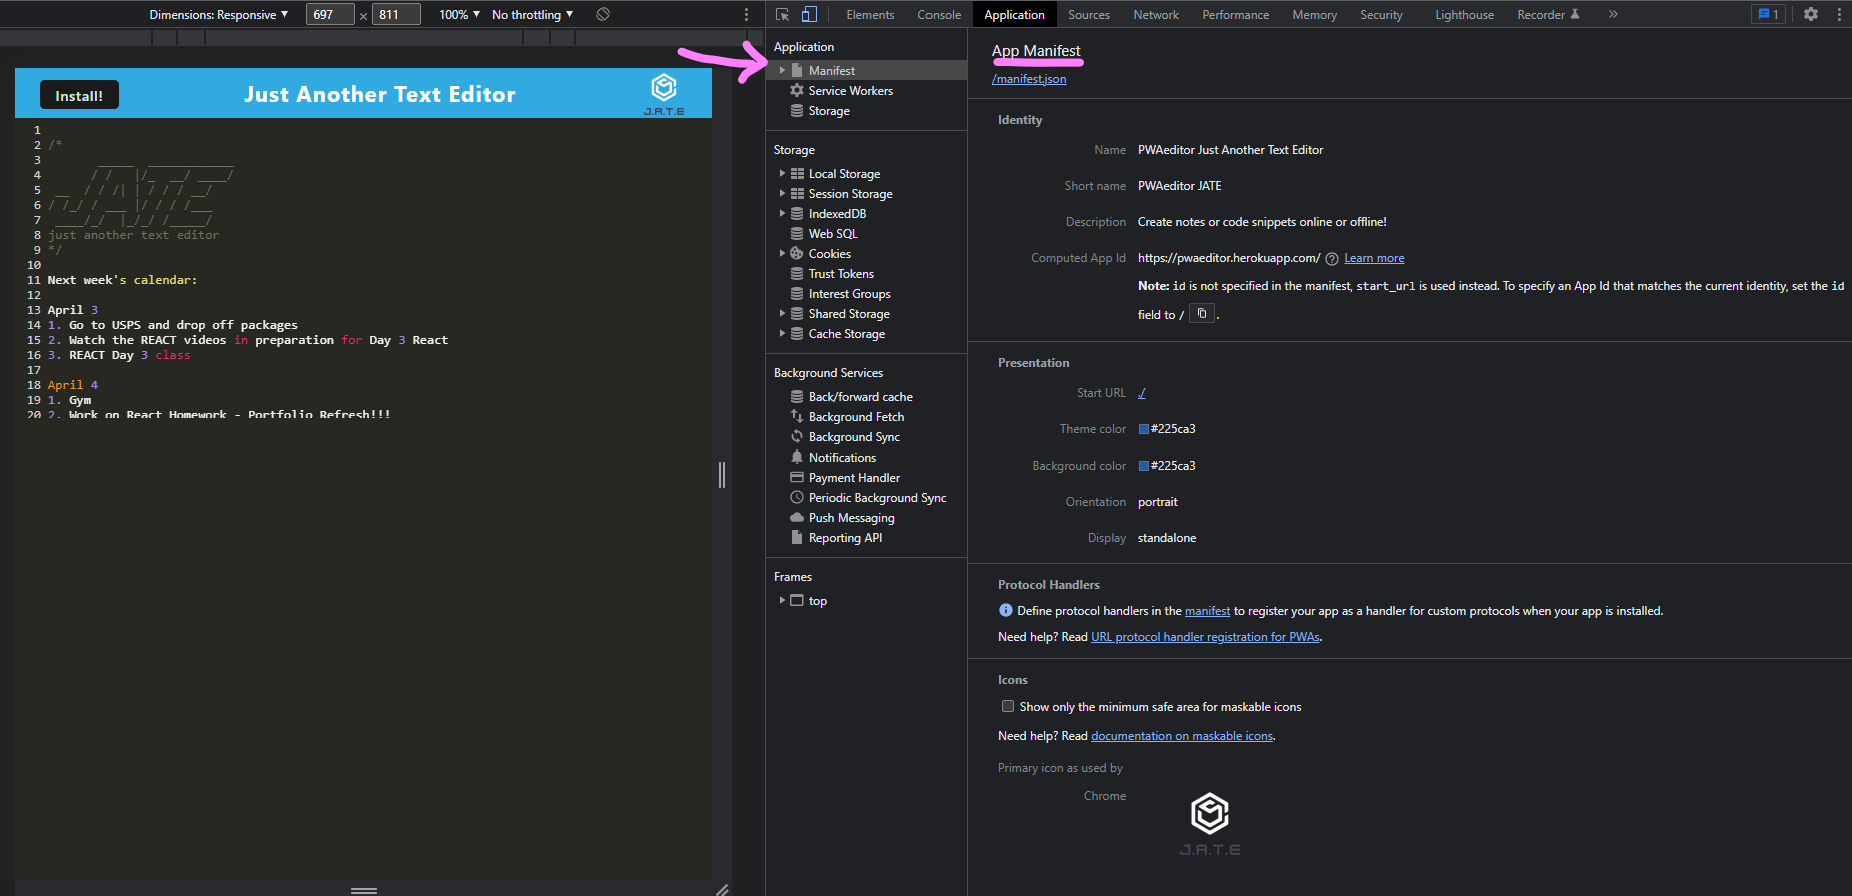 Dimensions: Responsive ▼ 697 × 811 100% ▼ No throttling ▼
Elements Console Application Sources Network Performance Memory Security Lighthouse Recorder » 1
Install!
Just Another Text Editor
J.A.T.E
1
2 /*
3 _____ ____________
4 / / |/_ __/ ____/
5 __ / / /| | / / / __/
6 / /_/ / ___ |/ / / /___
7 ____/_/ |_/_/ /_____/
8 just another text editor
9 */
10
11 Next week's calendar:
12
13 April 3
14 1. Go to USPS and drop off packages
15 2. Watch the REACT videos in preparation for Day 3 React
16 3. REACT Day 3 class
17
18 April 4
19 1. Gym
20 2. Work on React Homework - Portfolio Refresh!!!
Application
Manifest
Service Workers
Storage
Storage
Local Storage
Session Storage
IndexedDB
Web SQL
Cookies
Trust Tokens
Interest Groups
Shared Storage
Cache Storage
Background Services
Back/forward cache
Background Fetch
Background Sync
Notifications
Payment Handler
Periodic Background Sync
Push Messaging
Reporting API
Frames
top
App Manifest
/manifest.json
Identity
Name PWAeditor Just Another Text Editor
Short name PWAeditor JATE
Description Create notes or code snippets online or offline!
Computed App Id https://pwaeditor.herokuapp.com/ ? Learn more
Note: id is not specified in the manifest, start_url is used instead. To specify an App Id that matches the current identity, set the id
field to / .
Presentation
Start URL ./
Theme color #225ca3
Background color #225ca3
Orientation portrait
Display standalone
Protocol Handlers
Define protocol handlers in the manifest to register your app as a handler for custom protocols when your app is installed.
Need help? Read URL protocol handler registration for PWAs.
Icons
Show only the minimum safe area for maskable icons
Need help? Read documentation on maskable icons.
Primary icon as used by
Chrome
J.A.T.E